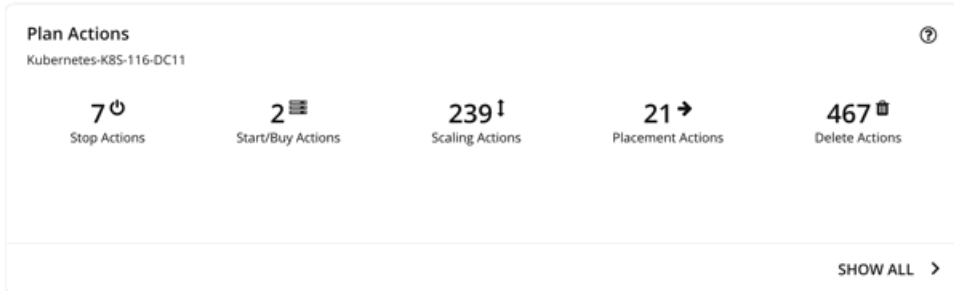 Plan Actions
Kubernetes-K8S-116-DC11
7 2 239 21 467
Stop Actions Start/Buy Actions Scaling Actions Placement Actions Delete Actions
SHOW ALL